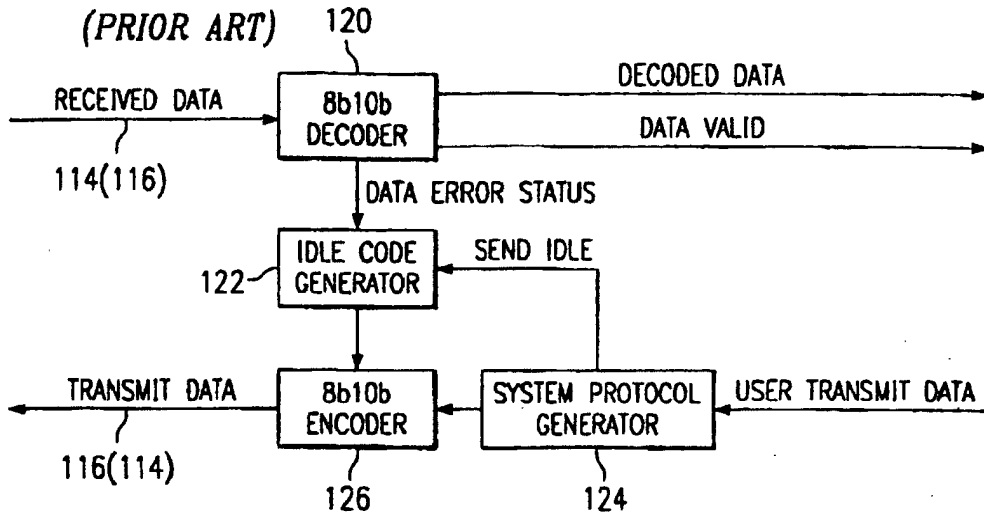 (PRIOR ART)
120
RECEIVED DATA
114(116)
8b10b
DECODER
DECODED DATA
DATA VALID
DATA ERROR STATUS
IDLE CODE
GENERATOR
122
SEND IDLE
TRANSMIT DATA
116(114)
8b10b
ENCODER
126
SYSTEM PROTOCOL
GENERATOR
124
USER TRANSMIT DATA